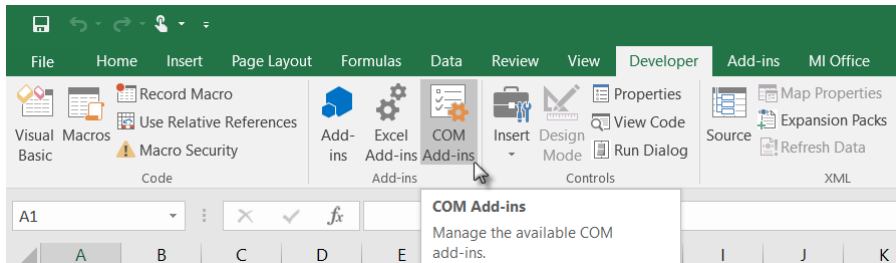 File Home Insert Page Layout Formulas Data Review View Developer Add-ins MI Office
Visual Basic
Macros
Record Macro
Use Relative References
Macro Security
Code
Add-ins
Excel Add-ins
COM Add-ins
Add-ins
Insert
Design Mode
Properties
View Code
Run Dialog
Controls
Source
Map Properties
Expansion Packs
Refresh Data
XML
A1
fx
COM Add-ins
Manage the available COM
add-ins.
A B C D E I J K